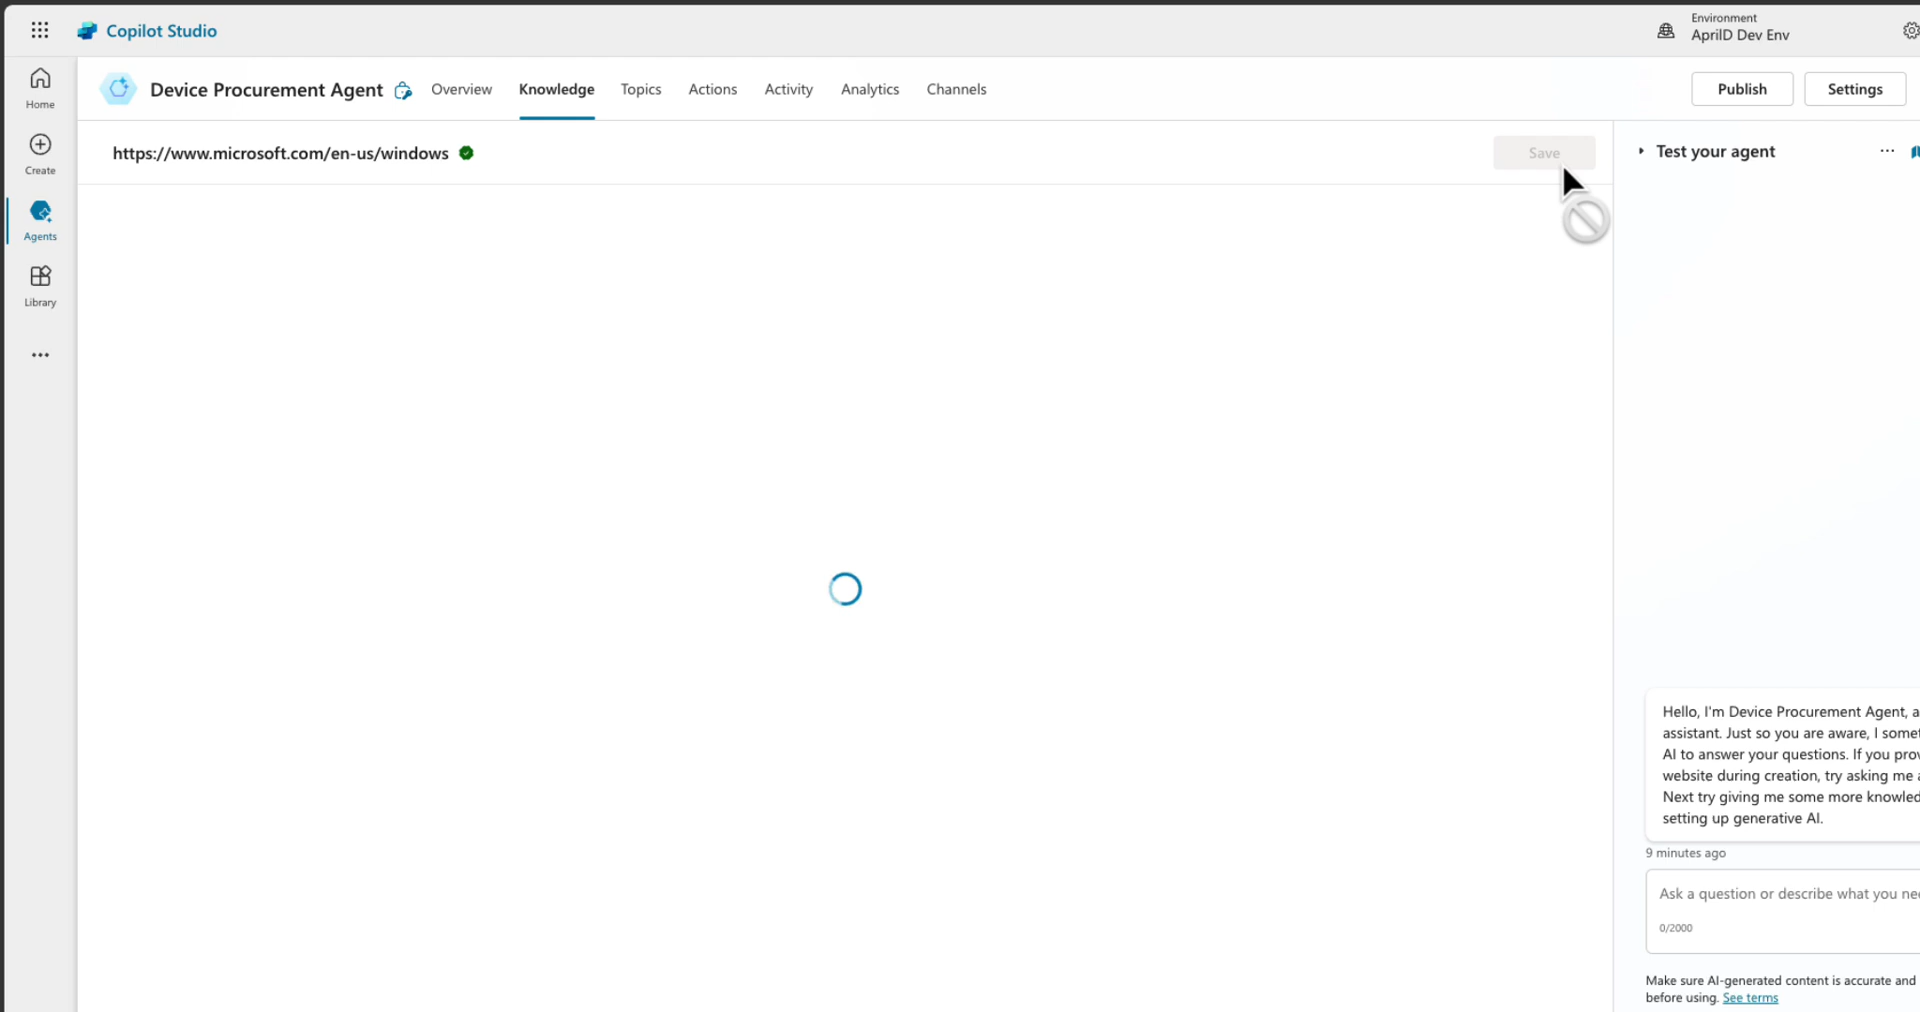 Copilot Studio
Environment
AprilD Dev Env
Home
Create
Agents
Library
Device Procurement Agent
Overview
Knowledge
Topics
Actions
Activity
Analytics
Channels
Publish
Settings
https://www.microsoft.com/en-us/windows
Save
Test your agent
Hello, I'm Device Procurement Agent, a
assistant. Just so you are aware, I somet
AI to answer your questions. If you prov
website during creation, try asking me a
Next try giving me some more knowled
setting up generative AI.
9 minutes ago
Ask a question or describe what you nee
0/2000
Make sure AI-generated content is accurate and
before using. See terms